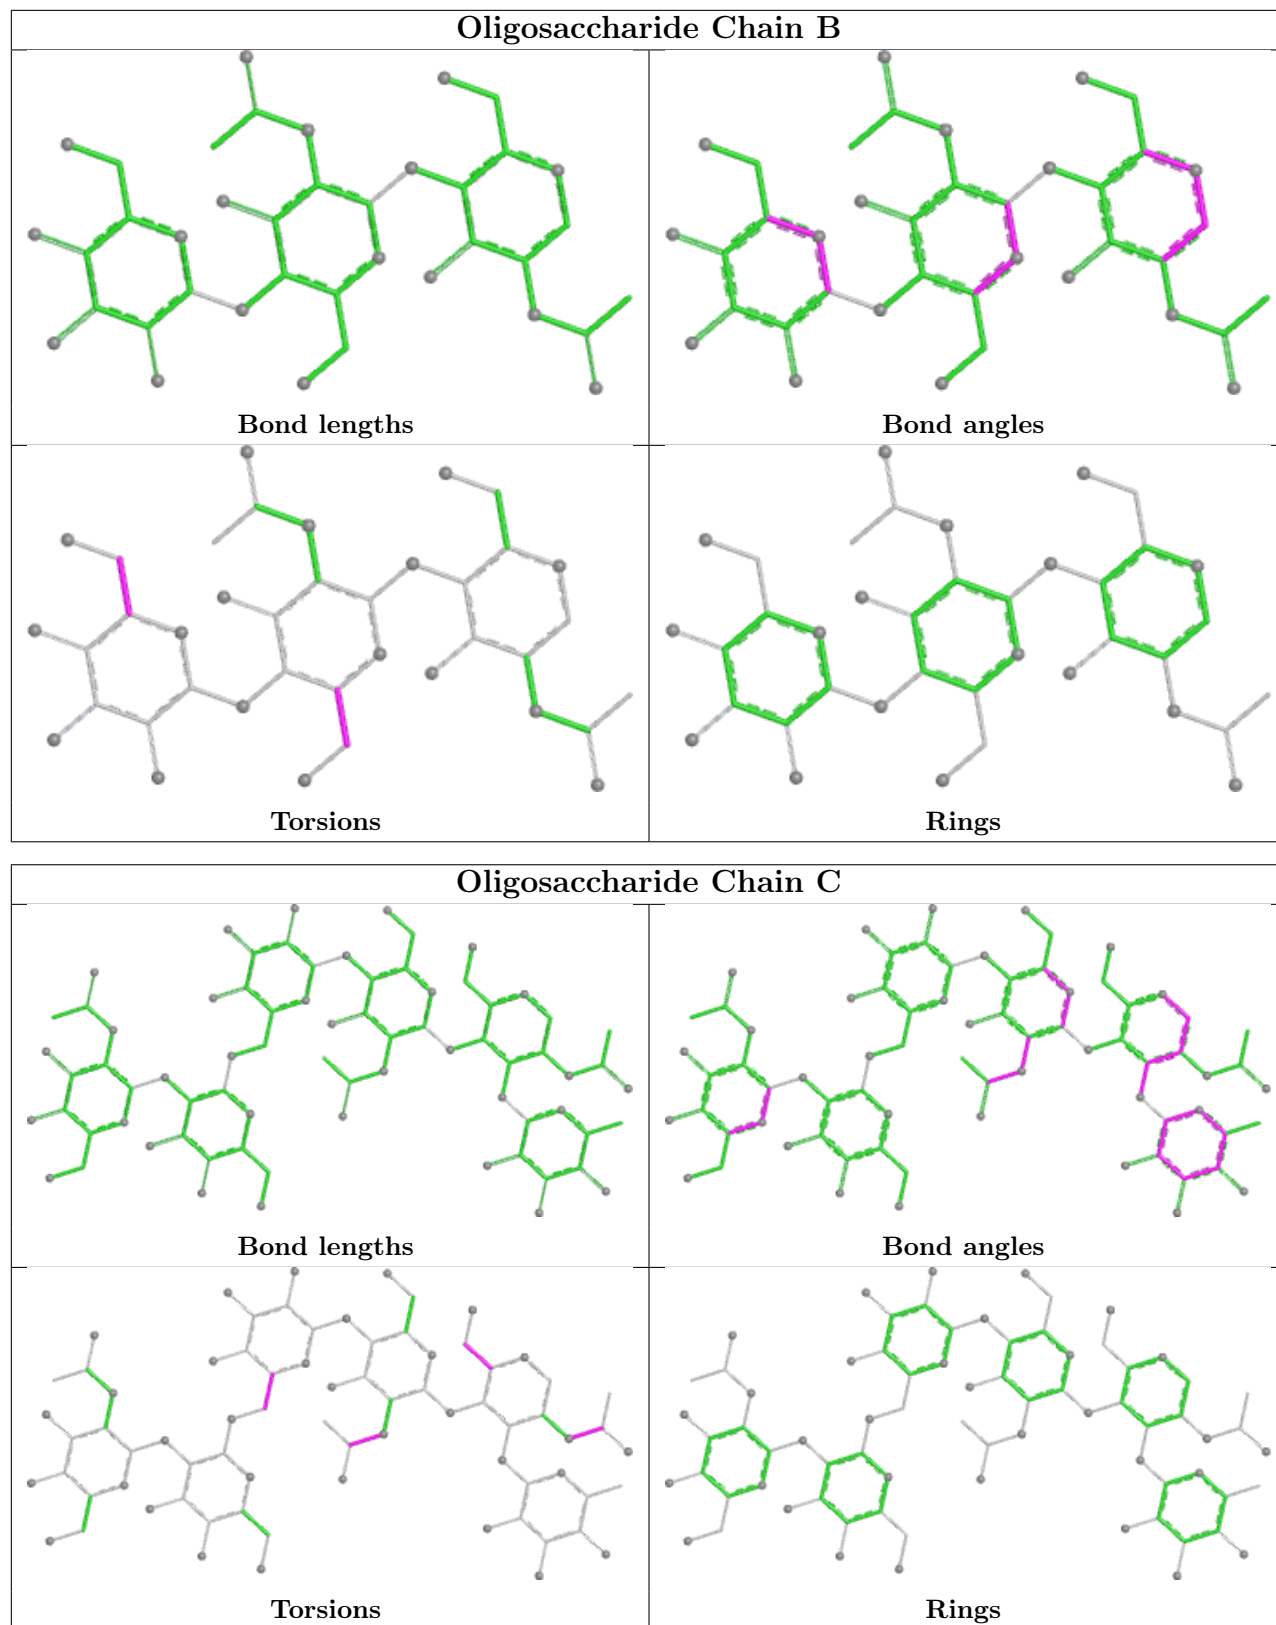 Oligosaccharide Chain B
Bond lengths
Bond angles
Torsions
Rings
Oligosaccharide Chain C
Bond lengths
Bond angles
Torsions
Rings